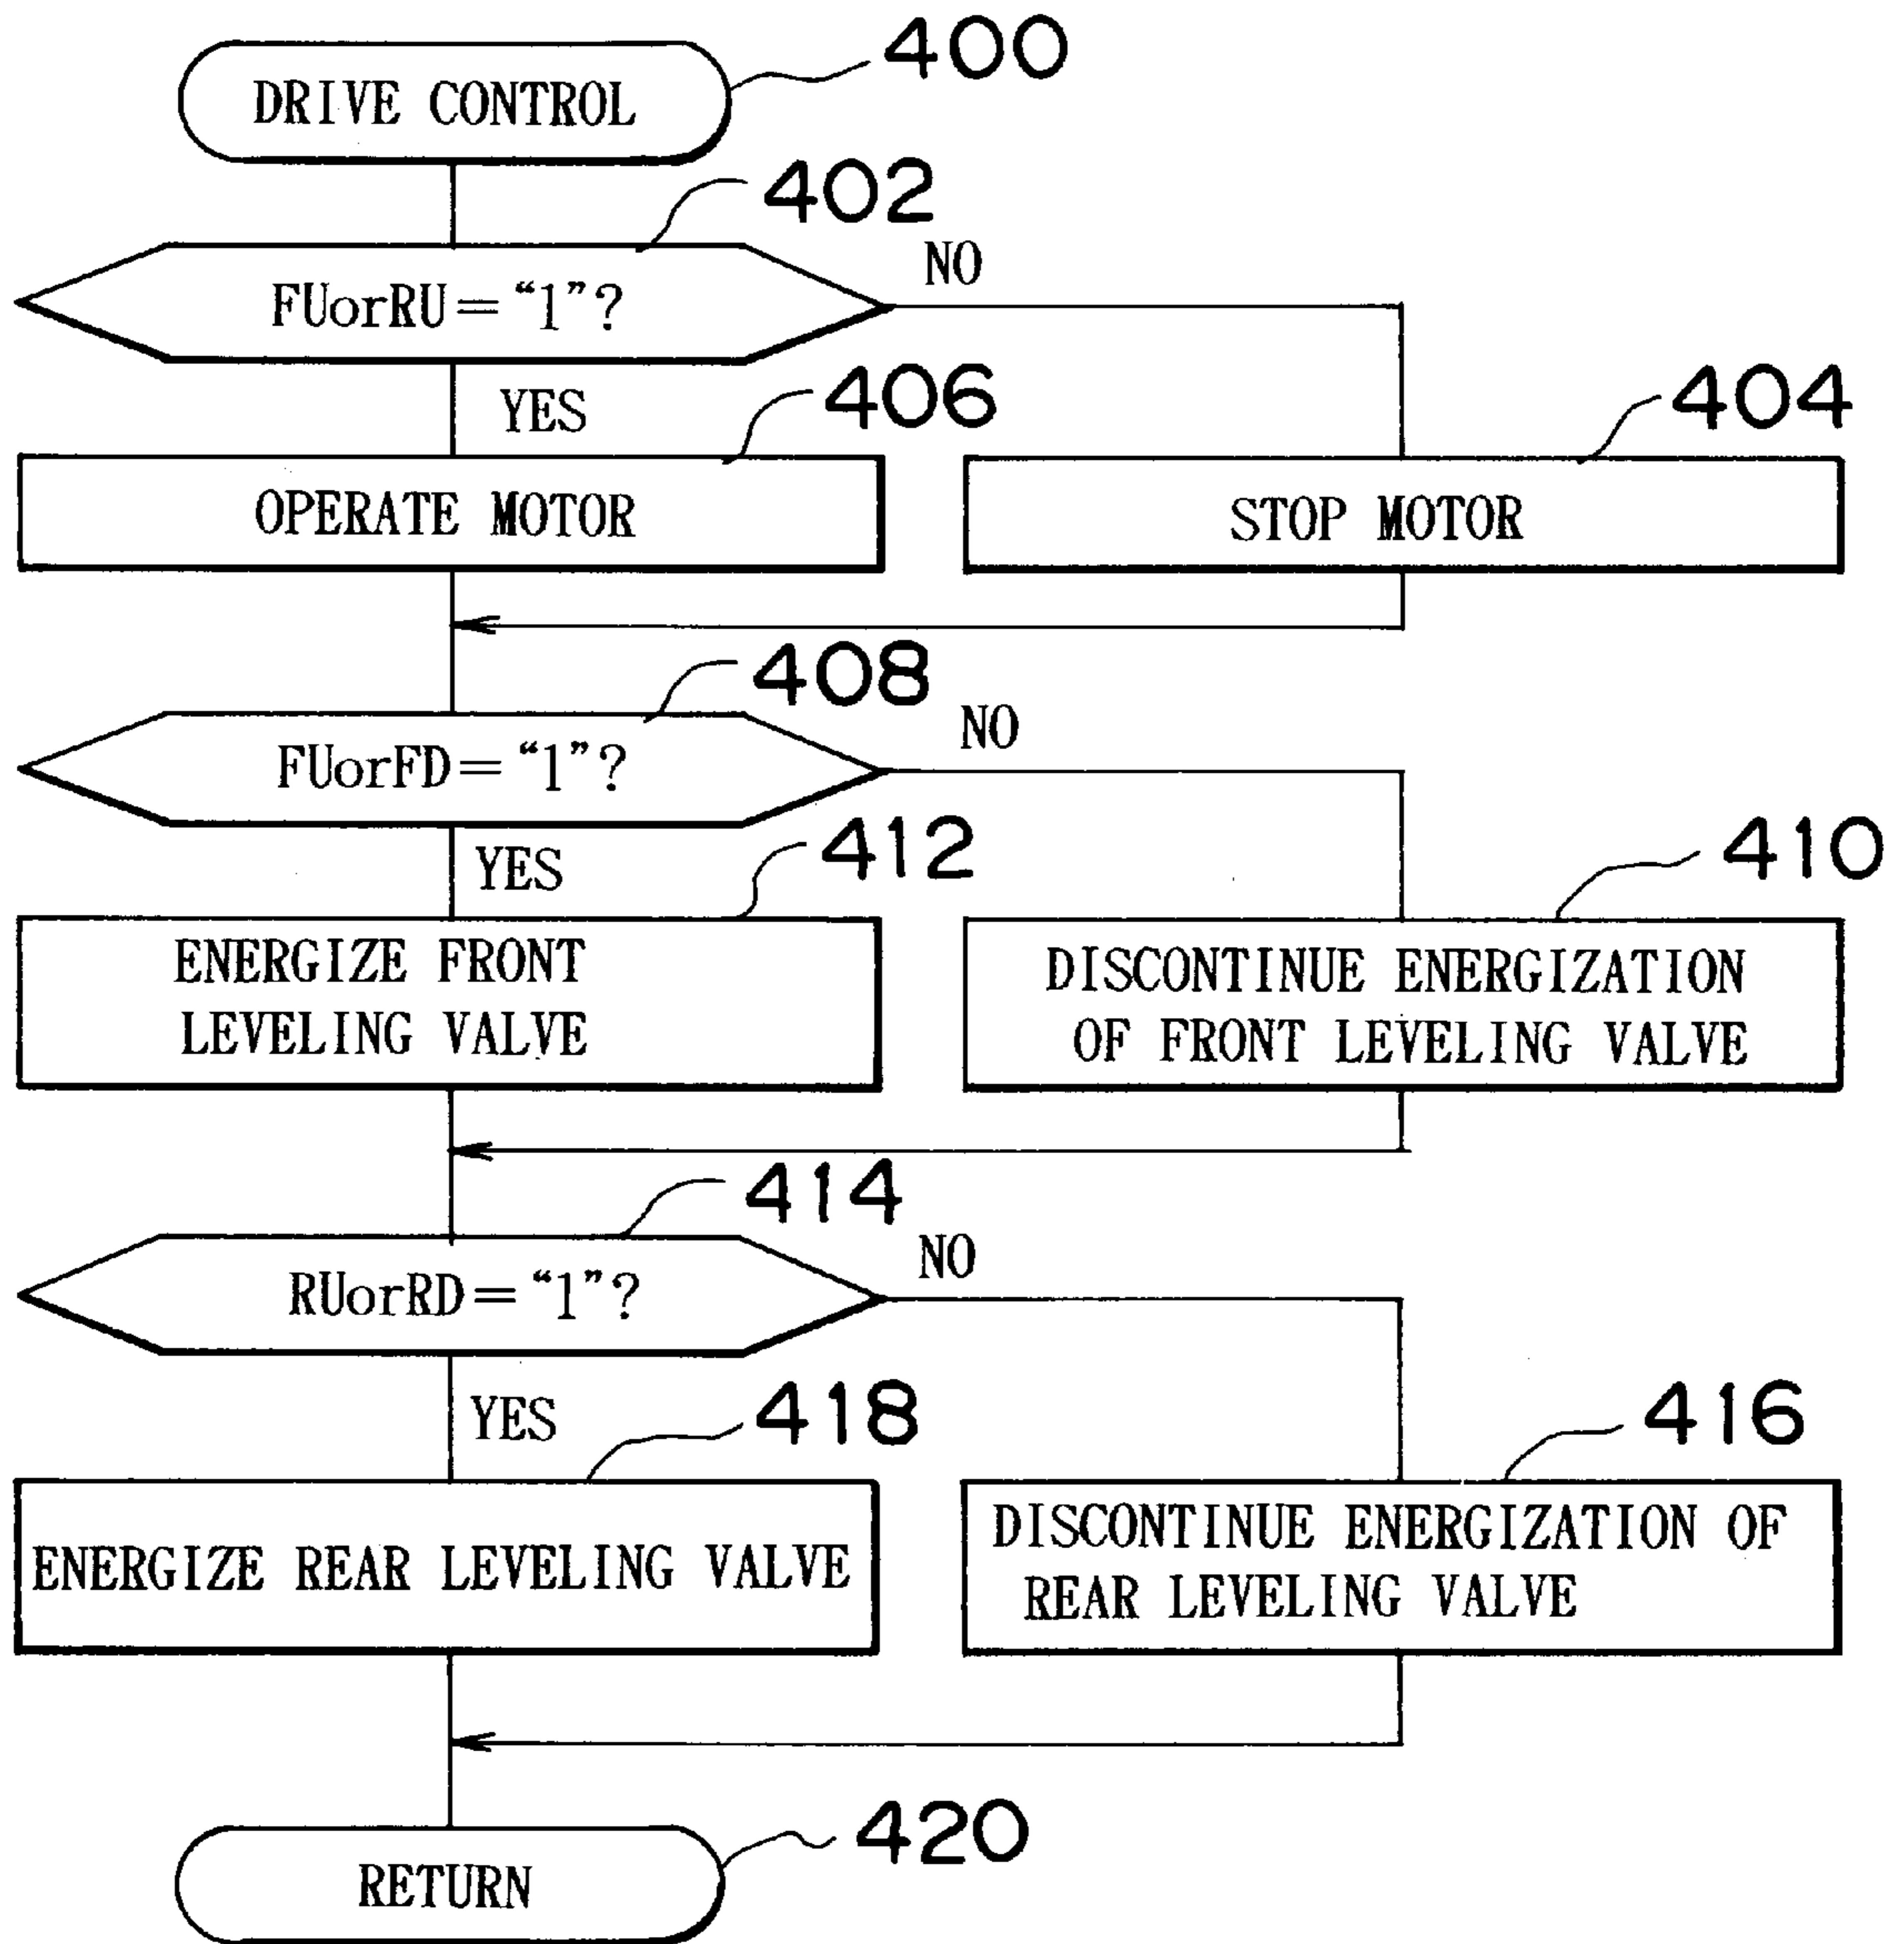 400
DRIVE CONTROL
402
NO
FUorRU＝“1”?
YES
406
404
OPERATE MOTOR
STOP MOTOR
408
NO
FUorFD＝“1”?
YES
412
410
ENERGIZE FRONT
LEVELING VALVE
DISCONTINUE ENERGIZATION
OF FRONT LEVELING VALVE
414
NO
RUorRD＝“1”?
YES
418
416
ENERGIZE REAR LEVELING VALVE
DISCONTINUE ENERGIZATION OF
REAR LEVELING VALVE
420
RETURN